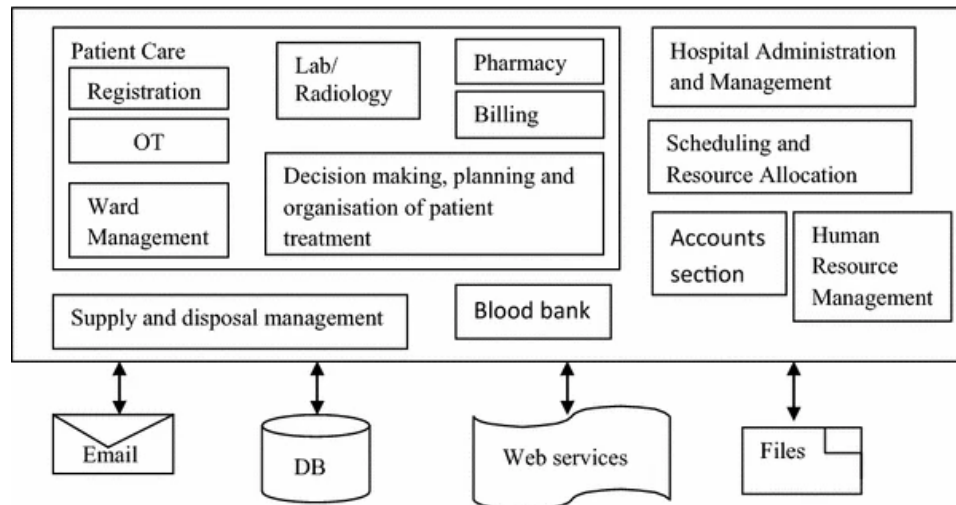 Patient Care
Registration
OT
Ward
Management
Lab/
Radiology
Pharmacy
Billing
Decision making, planning and
organisation of patient
treatment
Hospital Administration
and Management
Scheduling and
Resource Allocation
Accounts
section
Human
Resource
Management
Supply and disposal management
Blood bank
Email
DB
Web services
Files